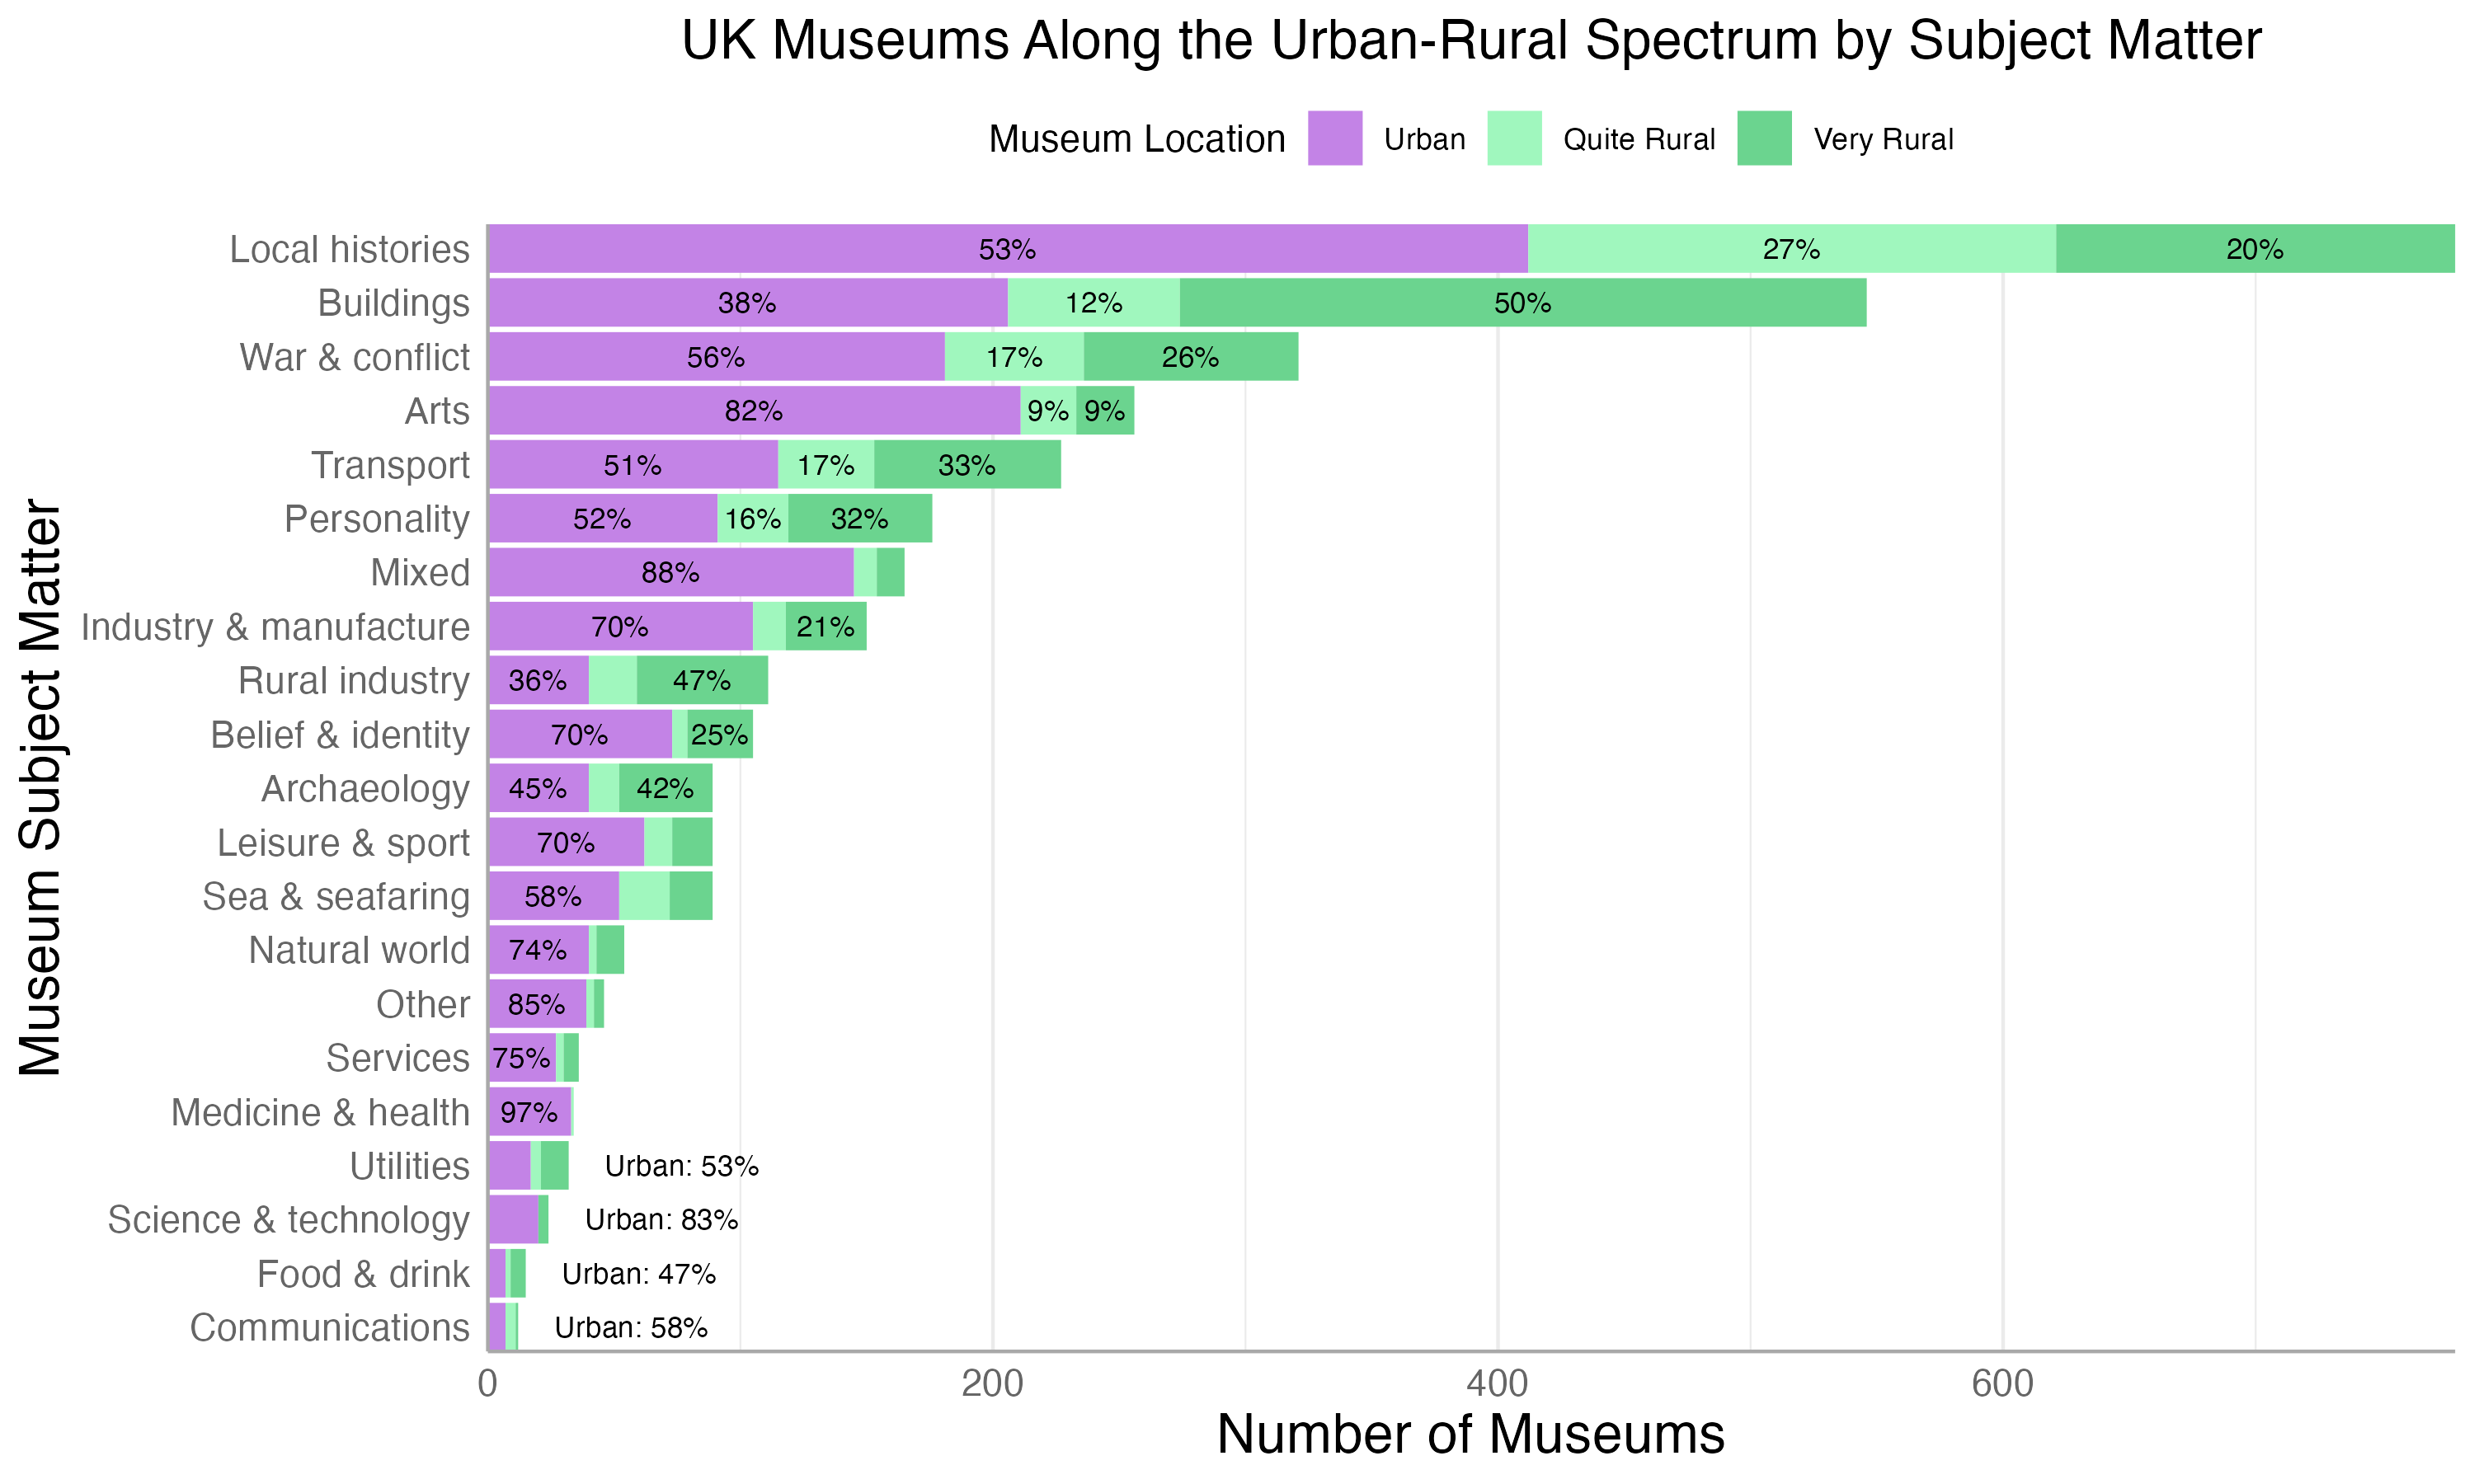 UK Museums Along the Urban-Rural Spectrum by Subject Matter
Museum Location Urban Quite Rural Very Rural
Museum Subject Matter
Local histories 53% 27% 20%
Buildings 38% 12% 50%
War & conflict 56% 17% 26%
Arts 82% 9% 9%
Transport 51% 17% 33%
Personality 52% 16% 32%
Mixed 88%
Industry & manufacture 70% 21%
Rural industry 36% 47%
Belief & identity 70% 25%
Archaeology 45% 42%
Leisure & sport 70%
Sea & seafaring 58%
Natural world 74%
Other 85%
Services 75%
Medicine & health 97%
Utilities Urban: 53%
Science & technology Urban: 83%
Food & drink Urban: 47%
Communications Urban: 58%
0 200 400 600
Number of Museums